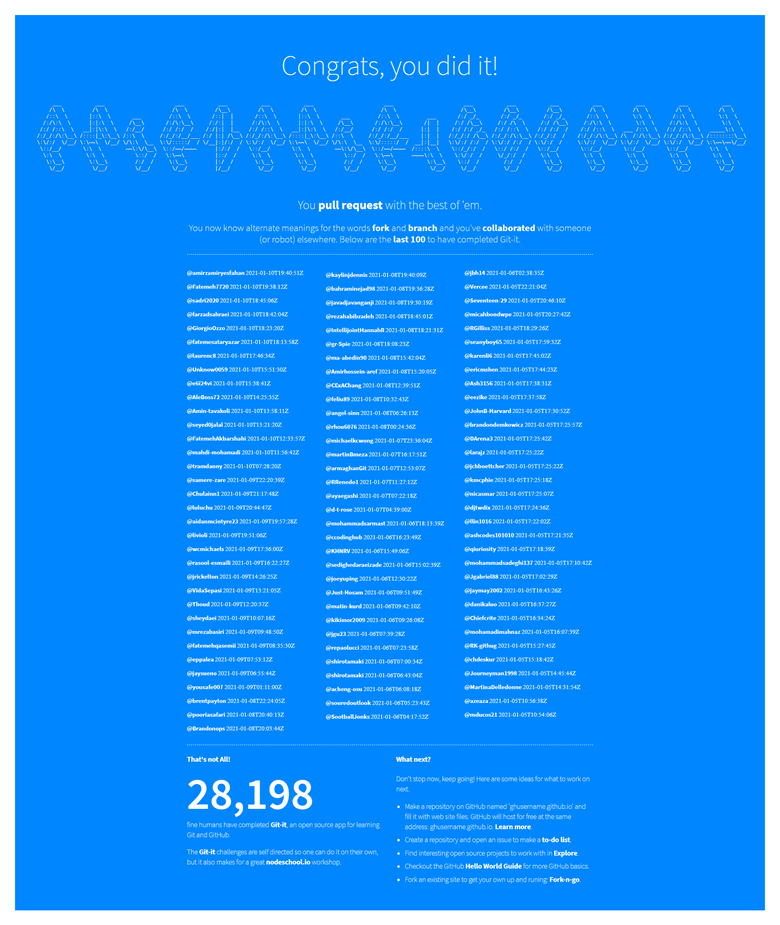 Congrats, you did it!
You pull request with the best of 'em.
You now know alternate meanings for the words fork and branch and you've collaborated with someone
(or robot) elsewhere. Below are the last 100 to have completed Git-it.
@amirzamiryesfahan 2021-01-10T19:40:51Z
@Fatemeh7720 2021-01-10T19:38:12Z
@sadri2020 2021-01-10T18:45:06Z
@farzadsahraei 2021-01-10T18:42:04Z
@GiorgioOzzo 2021-01-10T18:23:20Z
@fatemesataryazar 2021-01-10T18:13:58Z
@laurenc8 2021-01-10T17:46:34Z
@Unknow0059 2021-01-10T15:51:30Z
@eti24vi 2021-01-10T15:38:41Z
@AleBoss72 2021-01-10T14:25:35Z
@Amin-tavakoli 2021-01-10T13:58:11Z
@seyed0jalal 2021-01-10T13:21:20Z
@FatemehAkbarshahi 2021-01-10T12:33:57Z
@mahdi-mohamadi 2021-01-10T11:56:42Z
@tramdanny 2021-01-10T07:28:20Z
@samere-zare 2021-01-09T22:20:39Z
@Chufainn1 2021-01-09T21:17:48Z
@luluchu 2021-01-09T20:44:47Z
@aidanmcintyre23 2021-01-09T19:57:28Z
@livioli 2021-01-09T19:51:06Z
@wcmichaels 2021-01-09T17:56:00Z
@rasool-esmaili 2021-01-09T16:22:27Z
@jrickelton 2021-01-09T14:26:25Z
@VidaSepasi 2021-01-09T13:21:05Z
@Thoud 2021-01-09T12:20:37Z
@sheydaei 2021-01-09T10:07:16Z
@mrezabasiri 2021-01-09T09:48:50Z
@fatemehqasemii 2021-01-09T08:35:30Z
@eppalea 2021-01-09T07:53:12Z
@jaymeno 2021-01-09T06:55:44Z
@yousafe007 2021-01-09T01:11:00Z
@brentpayton 2021-01-08T22:24:05Z
@pooriasafari 2021-01-08T20:40:13Z
@Brandonops 2021-01-08T20:03:44Z
@kaylinjdennis 2021-01-08T19:40:09Z
@bahraminejad98 2021-01-08T19:36:28Z
@javadjavanganji 2021-01-08T19:30:19Z
@rezahabibzadeh 2021-01-08T18:45:01Z
@IntellijointHannahR 2021-01-08T18:21:31Z
@gr-Spie 2021-01-08T18:08:23Z
@ma-abedin90 2021-01-08T15:42:04Z
@Amirhossein-aref 2021-01-08T15:20:05Z
@CExAChang 2021-01-08T12:39:51Z
@feliu89 2021-01-08T10:32:43Z
@angel-sinn 2021-01-08T06:26:13Z
@rhou6076 2021-01-08T00:24:36Z
@michaelkcwong 2021-01-07T23:36:04Z
@martinDmeza 2021-01-07T16:17:51Z
@armaghanGit 2021-01-07T12:53:07Z
@RRenedo1 2021-01-07T11:27:12Z
@ayaegashi 2021-01-07T07:22:18Z
@d-t-rose 2021-01-07T04:39:00Z
@mohammadsarmast 2021-01-06T18:13:39Z
@ccodinghub 2021-01-06T16:23:49Z
@KHNRV 2021-01-06T15:49:06Z
@sedighedaraeizade 2021-01-06T15:02:39Z
@joeyxping 2021-01-06T12:30:22Z
@Just-Hosam 2021-01-06T09:51:49Z
@matin-kurd 2021-01-06T09:42:10Z
@kikimor2009 2021-01-06T09:26:08Z
@jgu23 2021-01-06T07:39:28Z
@repaolucci 2021-01-06T07:23:58Z
@shirotamaki 2021-01-06T07:00:34Z
@shirotamaki 2021-01-06T06:43:04Z
@acheng-osu 2021-01-06T06:08:18Z
@souredoutlook 2021-01-06T05:23:43Z
@SootballJonks 2021-01-06T04:17:52Z
@jbh14 2021-01-06T02:38:35Z
@Vercee 2021-01-05T22:21:04Z
@Seventeen-29 2021-01-05T20:46:10Z
@micahbondwpe 2021-01-05T20:27:42Z
@RGilliss 2021-01-05T18:29:26Z
@seanyboy65 2021-01-05T17:59:32Z
@karenli6 2021-01-05T17:45:02Z
@ericmehen 2021-01-05T17:44:23Z
@Ash3156 2021-01-05T17:38:31Z
@eezike 2021-01-05T17:37:58Z
@JohnB-Harvard 2021-01-05T17:30:52Z
@brandondemkowicz 2021-01-05T17:25:57Z
@DArena3 2021-01-05T17:25:42Z
@larajz 2021-01-05T17:25:22Z
@jchboettcher 2021-01-05T17:25:22Z
@kmcphie 2021-01-05T17:25:18Z
@nicasmar 2021-01-05T17:25:07Z
@djtwdix 2021-01-05T17:24:36Z
@llin1016 2021-01-05T17:22:02Z
@ashcodes101010 2021-01-05T17:21:35Z
@qiuriosity 2021-01-05T17:18:39Z
@mohammadsadeghi137 2021-01-05T17:10:42Z
@Jgabriel88 2021-01-05T17:02:29Z
@jaymay2002 2021-01-05T16:43:26Z
@danikaluo 2021-01-05T16:37:27Z
@Chiefcrite 2021-01-05T16:34:24Z
@mohamadimahnaz 2021-01-05T16:07:39Z
@RK-githug 2021-01-05T15:27:45Z
@chdeskur 2021-01-05T15:18:42Z
@Journeyman1998 2021-01-05T14:45:44Z
@MartinaDelledonne 2021-01-05T14:31:54Z
@azeaza 2021-01-05T10:56:38Z
@mducos21 2021-01-05T10:54:06Z
That's not All!
28,198
fine humans have completed Git-it, an open source app for learning
Git and GitHub.
The Git-it challenges are self directed so one can do it on their own,
but it also makes for a great nodeschool.io workshop.
What next?
Don't stop now, keep going! Here are some ideas for what to work on
next.
• Make a repository on GitHub named 'ghusername.github.io' and
fill it with web site files. GitHub will host for free at the same
address: ghusername.github.io. Learn more.
• Create a repository and open an issue to make a to-do list.
• Find interesting open source projects to work with in Explore.
• Checkout the GitHub Hello World Guide for more GitHub basics.
• Fork an existing site to get your own up and runing: Fork-n-go.